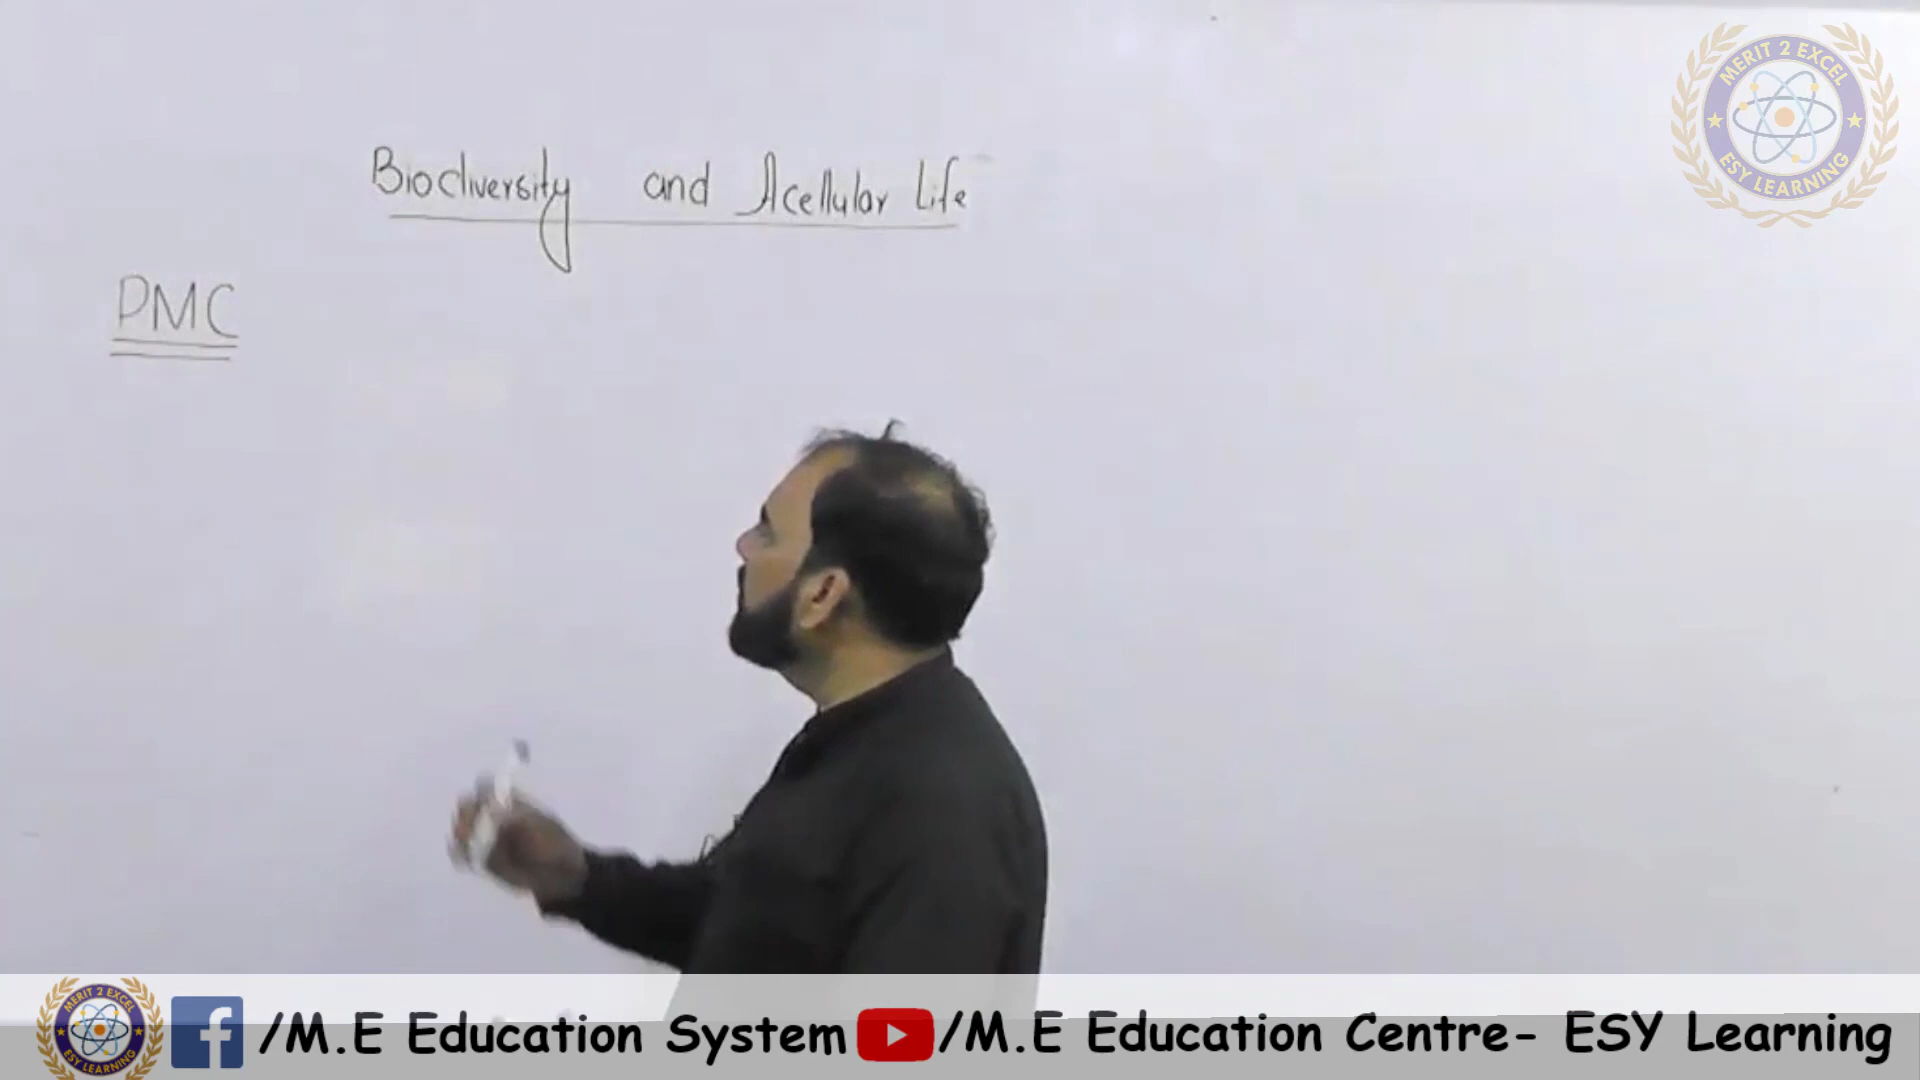 MERIT 2 EXCEL
ESY LEARNING
Biodiversity and Acellular Life
PMC
MERIT 2 EXCEL
ESY LEARNING
/M.E Education System /M.E Education Centre- ESY Learning